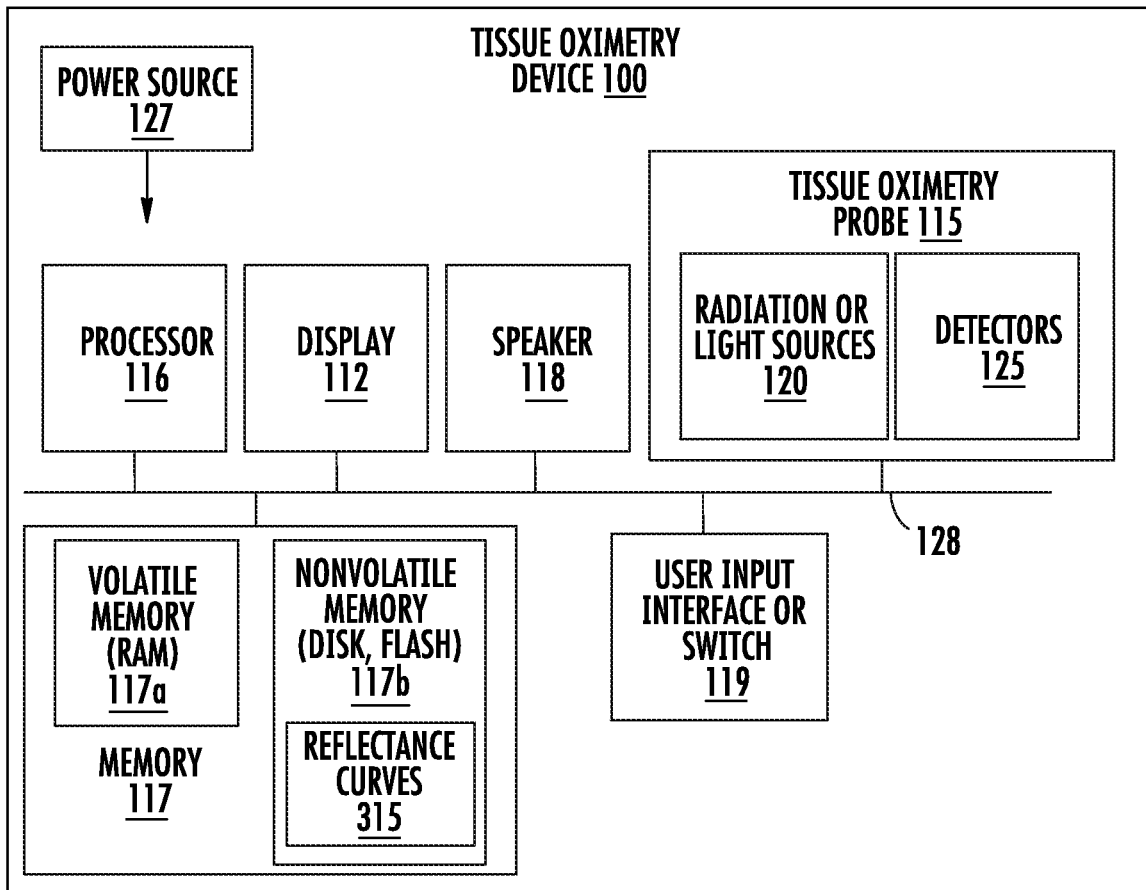 TISSUE OXIMETRY
DEVICE 100
POWER SOURCE
127
TISSUE OXIMETRY
PROBE 115
RADIATION OR
LIGHT SOURCES
120
DETECTORS
125
PROCESSOR
116
DISPLAY
112
SPEAKER
118
128
VOLATILE
MEMORY
(RAM)
117a
NONVOLATILE
MEMORY
(DISK, FLASH)
117b
REFLECTANCE
CURVES
315
MEMORY
117
USER INPUT
INTERFACE OR
SWITCH
119